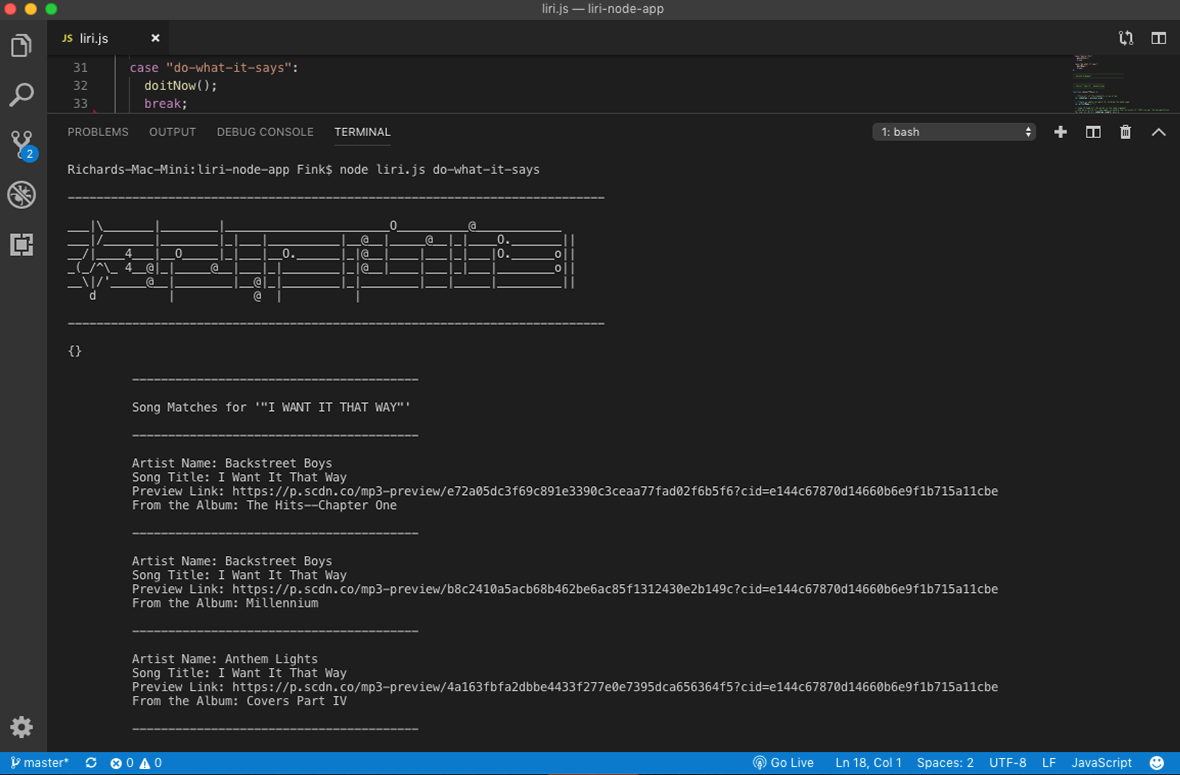 liri.js — liri-node-app
JS liri.js ×
31 case "do-what-it-says":
32 doitNow();
33 break;
PROBLEMS OUTPUT DEBUG CONSOLE TERMINAL 1: bash
Richards-Mac-Mini:liri-node-app Fink$ node liri.js do-what-it-says
{}
Song Matches for '"I WANT IT THAT WAY"'
Artist Name: Backstreet Boys
Song Title: I Want It That Way
Preview Link: https://p.scdn.co/mp3-preview/e72a05dc3f69c891e3390c3ceaa77fad02f6b5f6?cid=e144c67870d14660b6e9f1b715a11cbe
From the Album: The Hits--Chapter One
Artist Name: Backstreet Boys
Song Title: I Want It That Way
Preview Link: https://p.scdn.co/mp3-preview/b8c2410a5acb68b462be6ac85f1312430e2b149c?cid=e144c67870d14660b6e9f1b715a11cbe
From the Album: Millennium
Artist Name: Anthem Lights
Song Title: I Want It That Way
Preview Link: https://p.scdn.co/mp3-preview/4a163fbfa2dbbe4433f277e0e7395dca656364f5?cid=e144c67870d14660b6e9f1b715a11cbe
From the Album: Covers Part IV
2
master* 0 0 Go Live Ln 18, Col 1 Spaces: 2 UTF-8 LF JavaScript